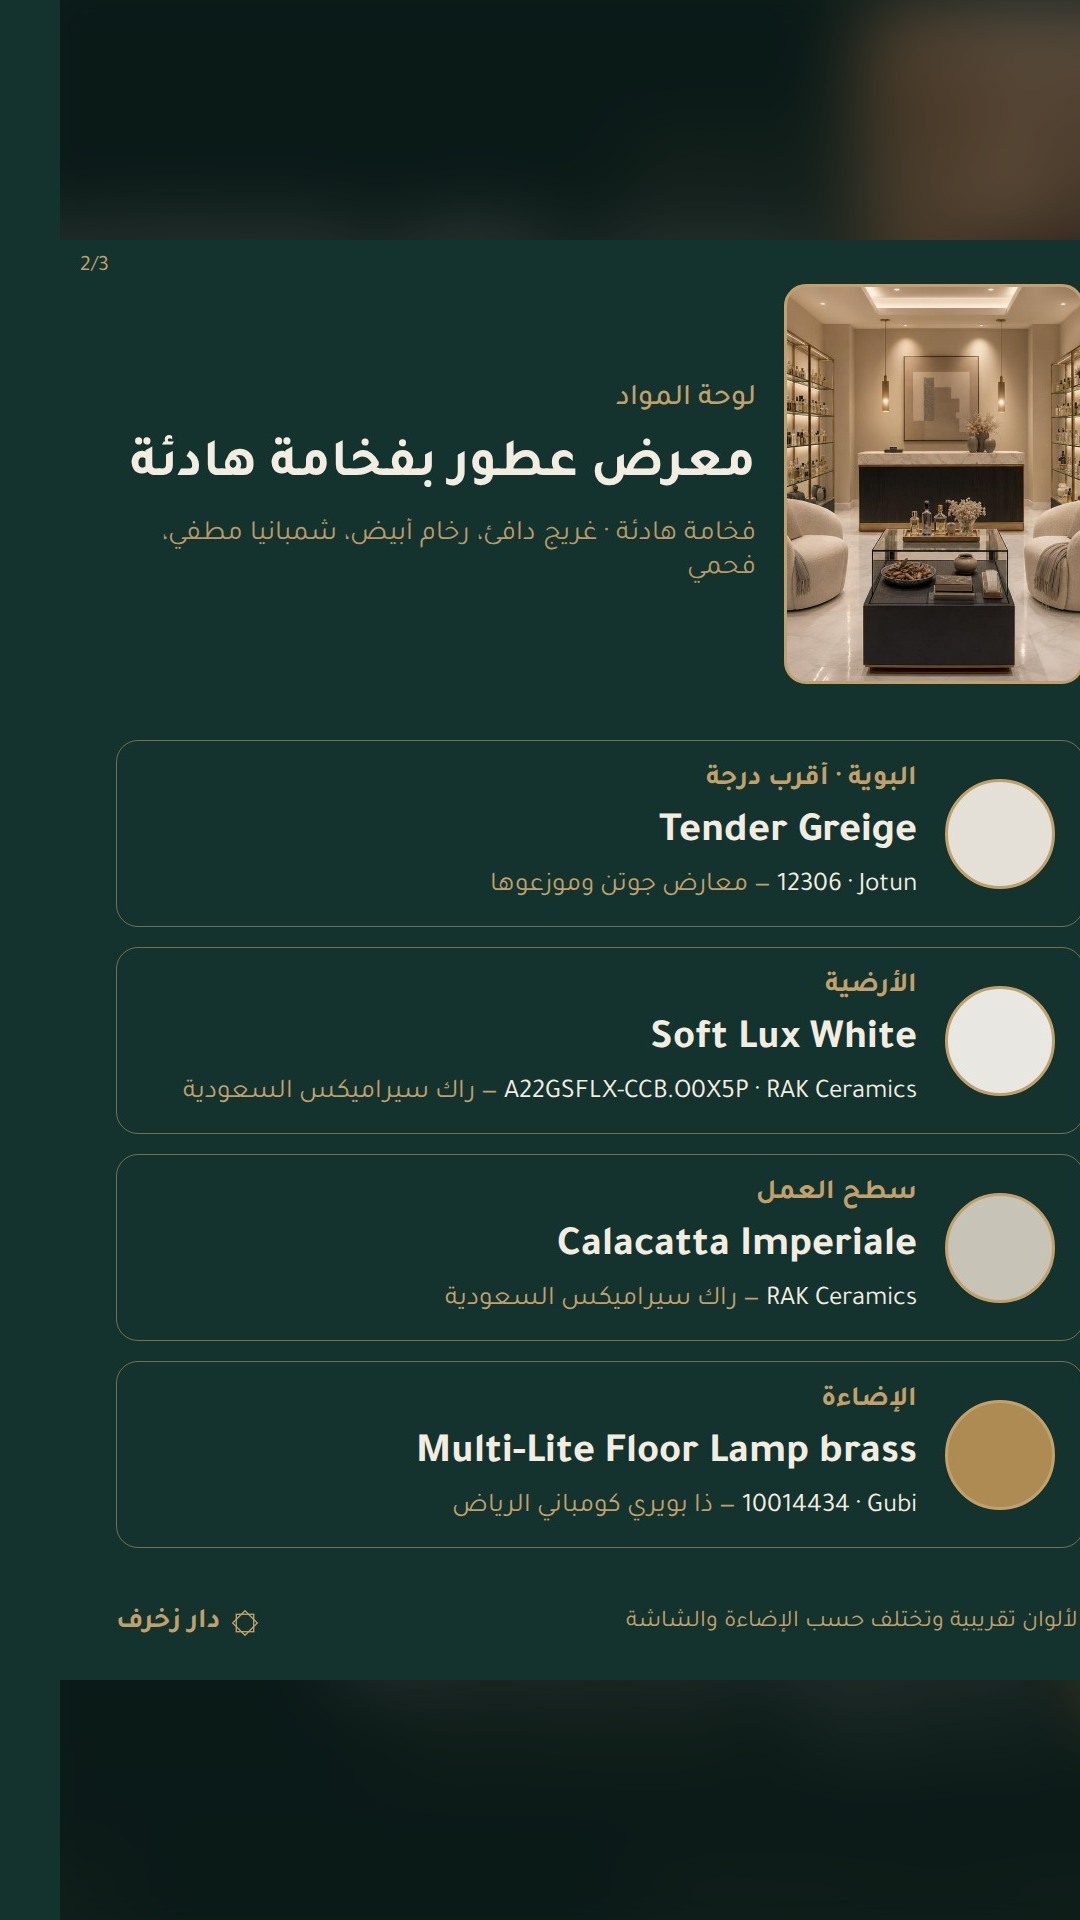 2/3
لوحة المواد
معرض عطور بفخامة هادئة
فخامة هادئة · غريج دافئ، رخام أبيض، شمبانيا مطفي،
فحمي
البوية · أقرب درجة
Tender Greige
Jotun · 12306 – معارض جوتن وموزعوها
الأرضية
Soft Lux White
RAK Ceramics · A22GSFLX-CCB.O0X5P – راك سيراميكس السعودية
سطح العمل
Calacatta Imperiale
RAK Ceramics – راك سيراميكس السعودية
الإضاءة
Multi-Lite Floor Lamp brass
Gubi · 10014434 – ذا بويري كومباني الرياض
لألوان تقريبية وتختلف حسب الإضاءة والشاشة
دار زخرف